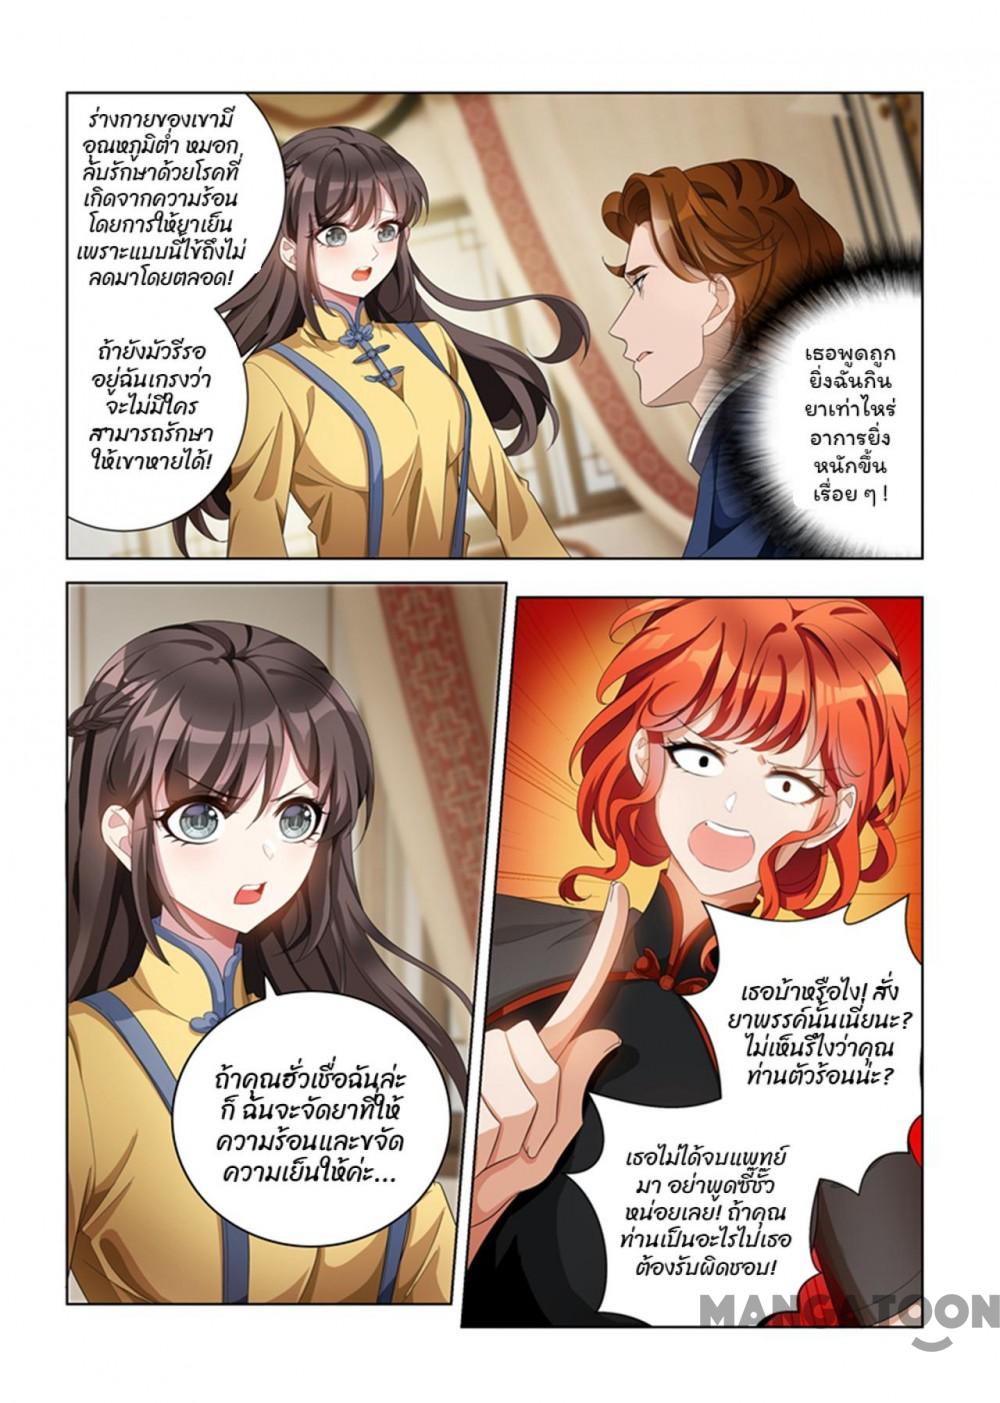 ร่างกายของเขามี
อุณหภูมิต่ำ หมอก
ลับรักษาด้วยโรคที่
เกิดจากความร้อน
โดยการให้ยาเย็น
เพราะแบบนี้ไข้ถึงไม่
ลดมาโดยตลอด!
ถ้ายังมัวรีรอ
อยู่ฉันเกรงว่า
จะไม่มีใคร
สามารถรักษา
ให้เขาหายได้!
เธอพูดถูก
ยิ่งฉันกิน
ยาเท่าไหร่
อาการยิ่ง
หนักขึ้น
เรื่อย ๆ !
ถ้าคุณฮั่วเชื่อฉันล่ะ
ก็ ฉันจะจัดยาที่ให้
ความร้อนและขจัด
ความเย็นให้ค่ะ...
เธอบ้าหรือไง! สั่ง
ยาพรรค์นั้นเนี่ยนะ?
ไม่เห็นรึไงว่าคุณ
ท่านตัวร้อนน่ะ?
เธอไม่ได้จบแพทย์
มา อย่าพูดซี๊ซั๊ว
หน่อยเลย! ถ้าคุณ
ท่านเป็นอะไรไปเธอ
ต้องรับผิดชอบ!
MANGATOON